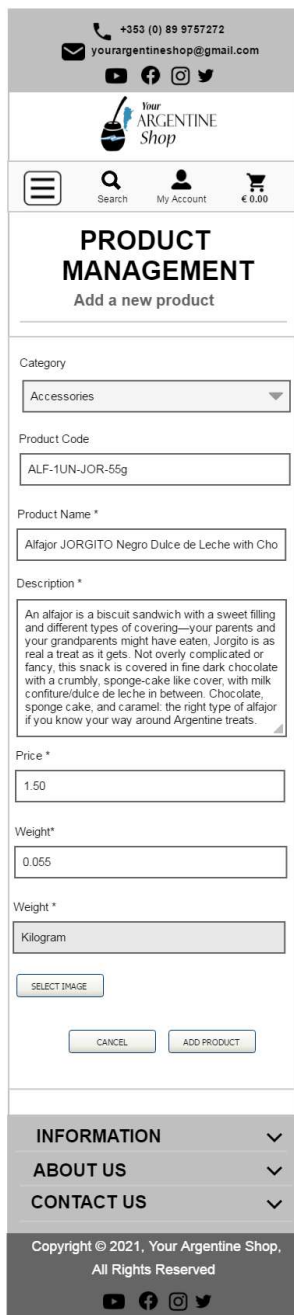 +353 (0) 89 9757272
yourargentineshop@gmail.com
Your
ARGENTINE
Shop
Search
My Account
€ 0.00
PRODUCT
MANAGEMENT
Add a new product
Category
Accessories
Product Code
ALF-1UN-JOR-55g
Product Name *
Alfajor JORGITO Negro Dulce de Leche with Cho
Description *
An alfajor is a biscuit sandwich with a sweet filling
and different types of covering—your parents and
your grandparents might have eaten, Jorgito is as
real a treat as it gets. Not overly complicated or
fancy, this snack is covered in fine dark chocolate
with a crumbly, sponge-cake like cover, with milk
confiture/dulce de leche in between. Chocolate,
sponge cake, and caramel: the right type of alfajor
if you know your way around Argentine treats.
Price *
1.50
Weight*
0.055
Weight *
Kilogram
SELECT IMAGE
CANCEL
ADD PRODUCT
INFORMATION
ABOUT US
CONTACT US
Copyright © 2021, Your Argentine Shop,
All Rights Reserved